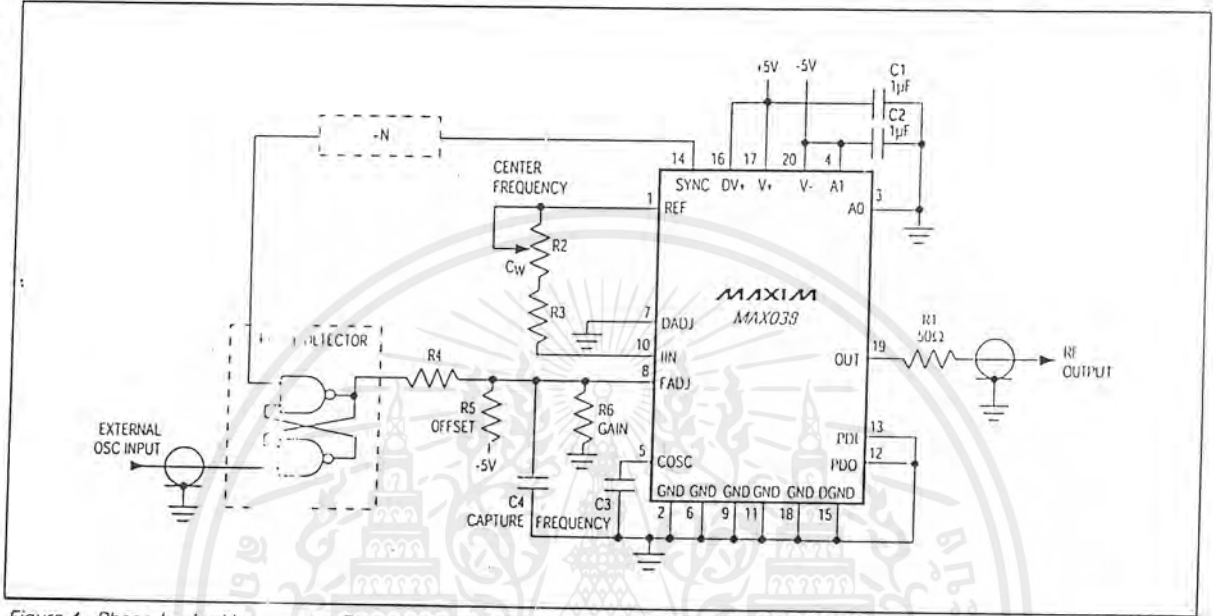 +5V
-5V
C1
1µF
C2
1µF
÷N
14
16
17
20
4
SYNC
DV+
V+
V-
A1
CENTER
FREQUENCY
1
REF
3
A0
R2
CW
R3
MAXIM
MAX038
7
DADJ
10
IIN
8
FADJ
DETECTOR
R4
R5
OFFSET
-5V
R6
GAIN
EXTERNAL
OSC INPUT
OUT
19
R1
50Ω
RF
OUTPUT
5
COSC
PDI
13
PDO
12
GND GND GND GND GND DGND
2 6 9 11 18 15
C4
CAPTURE
C3
FREQUENCY